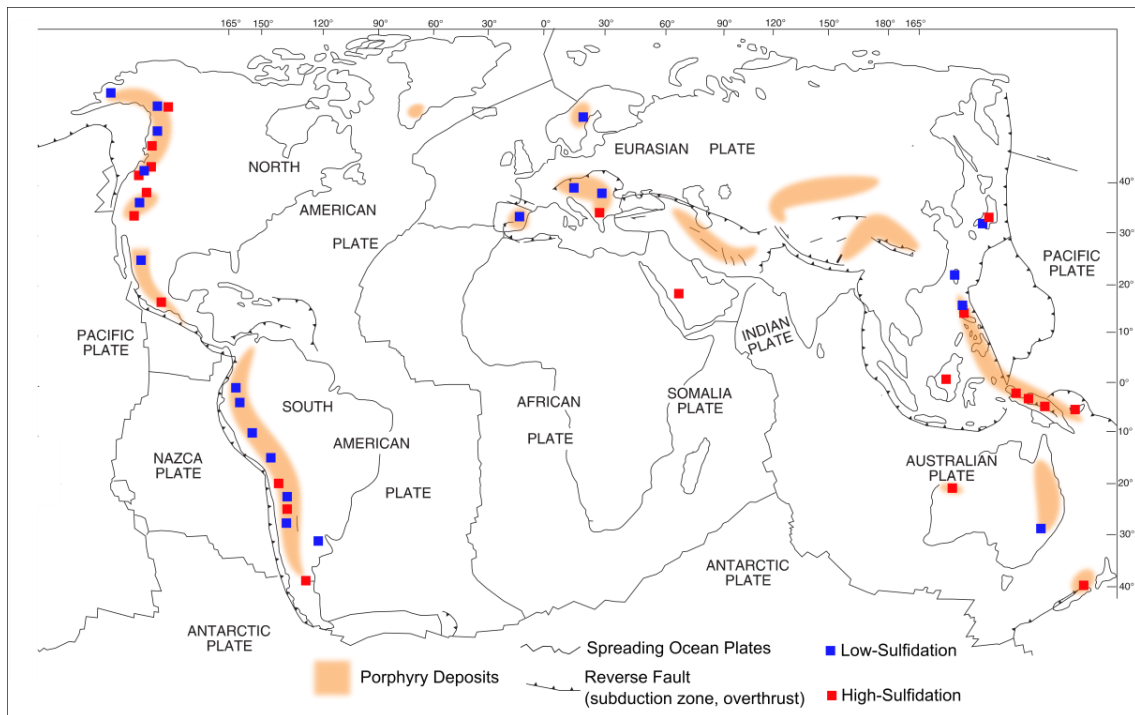 165° 150° 120° 90° 60° 30° 0° 30° 60° 90° 120° 150° 180° 165°
NORTH
AMERICAN
PLATE
EURASIAN PLATE
40°
30°
20°
10°
0°
10°
20°
30°
40°
PACIFIC
PLATE
PACIFIC
PLATE
INDIAN
PLATE
SOMALIA
PLATE
AFRICAN
PLATE
SOUTH
AMERICAN
PLATE
NAZCA
PLATE
AUSTRALIAN
PLATE
ANTARCTIC
PLATE
ANTARCTIC
PLATE
Porphyry Deposits
Spreading Ocean Plates
Reverse Fault
(subduction zone, overthrust)
Low-Sulfidation
High-Sulfidation